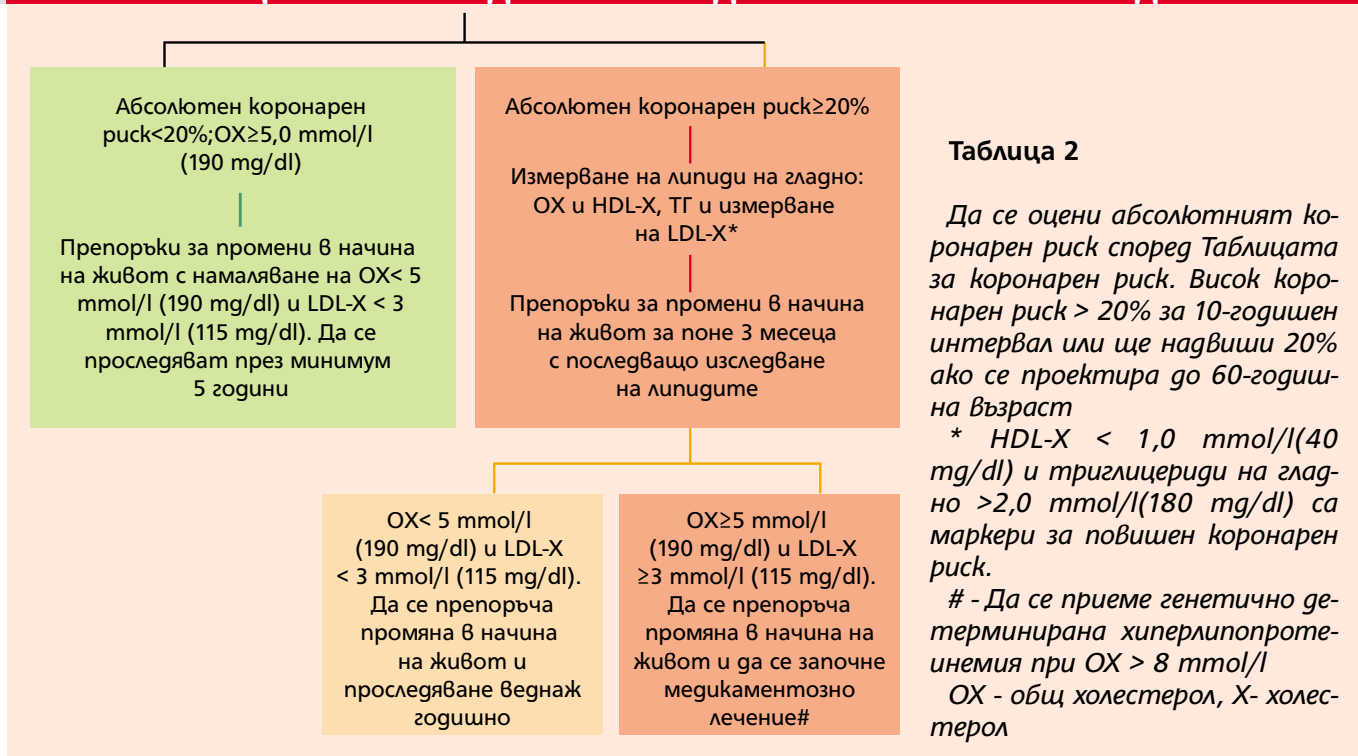 Абсолютен коронарен
риск<20%;ОХ≥5,0 mmol/l
(190 mg/dl)
Препоръки за промени в начина
на живот с намаляване на ОХ< 5
mmol/l (190 mg/dl) и LDL-X < 3
mmol/l (115 mg/dl). Да се
проследяват през минимум
5 години
Абсолютен коронарен риск≥20%
Измерване на липиди на гладно:
ОХ и HDL-X, ТГ и измерване
на LDL-X*
Препоръки за промени в начина
на живот за поне 3 месеца
с последващо изследване
на липидите
ОХ< 5 mmol/l
(190 mg/dl) и LDL-X
< 3 mmol/l (115 mg/dl).
Да се препоръча
промяна в начина
на живот и
проследяване веднаж
годишно
ОХ≥5 mmol/l
(190 mg/dl) и LDL-X
≥3 mmol/l (115 mg/dl).
Да се препоръча
промяна в начина на
живот и да се започне
медикаментозно
лечение#
Таблица 2
Да се оцени абсолютният ко-
ронарен риск според Таблицата
за коронарен риск. Висок коро-
нарен риск > 20% за 10-годишен
интервал или ще надвиши 20%
ако се проектира до 60-годиш-
на възраст
* HDL-X < 1,0 mmol/l(40
mg/dl) и триглицериди на глад-
но >2,0 mmol/l(180 mg/dl) са
маркери за повишен коронарен
риск.
# - Да се приеме генетично де-
терминирана хиперлипопроте-
инемия при ОХ > 8 mmol/l
ОХ - общ холестерол, Х- холес-
терол